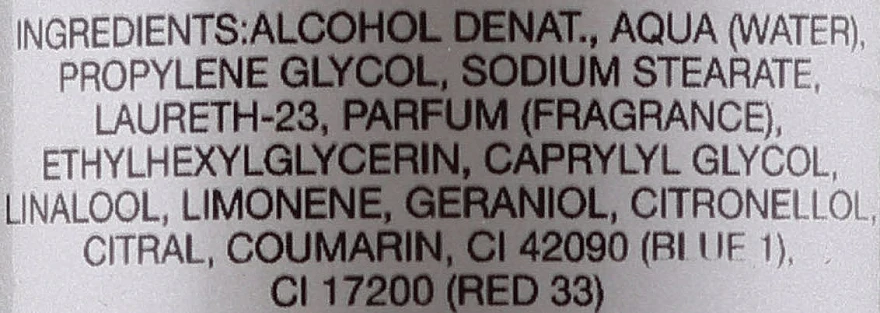 INGREDIENTS:ALCOHOL DENAT., AQUA (WATER),
PROPYLENE GLYCOL, SODIUM STEARATE,
LAURETH-23, PARFUM (FRAGRANCE),
ETHYLHEXYLGLYCERIN, CAPRYLYL GLYCOL,
LINALOOL, LIMONENE, GERANIOL, CITRONELLOL,
CITRAL, COUMARIN, CI 42090 (BLUE 1),
CI 17200 (RED 33)